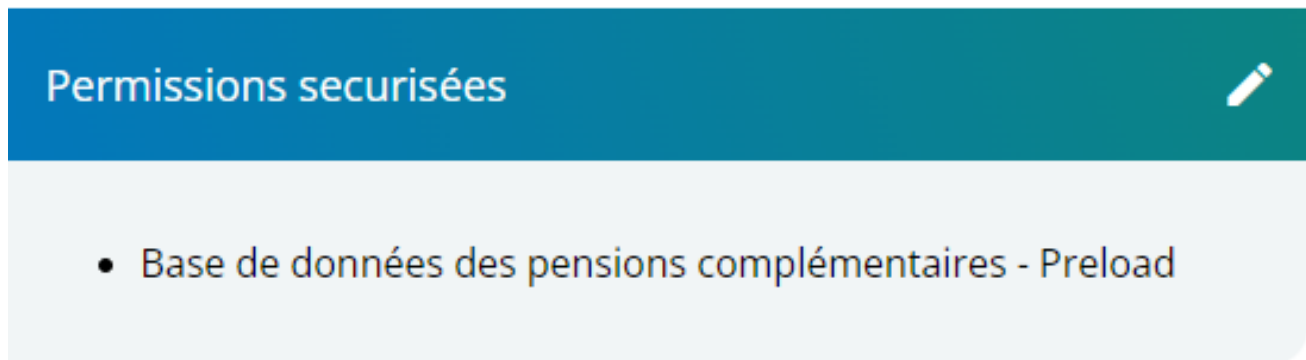 Permissions securisées
Base de données des pensions complémentaires - Preload